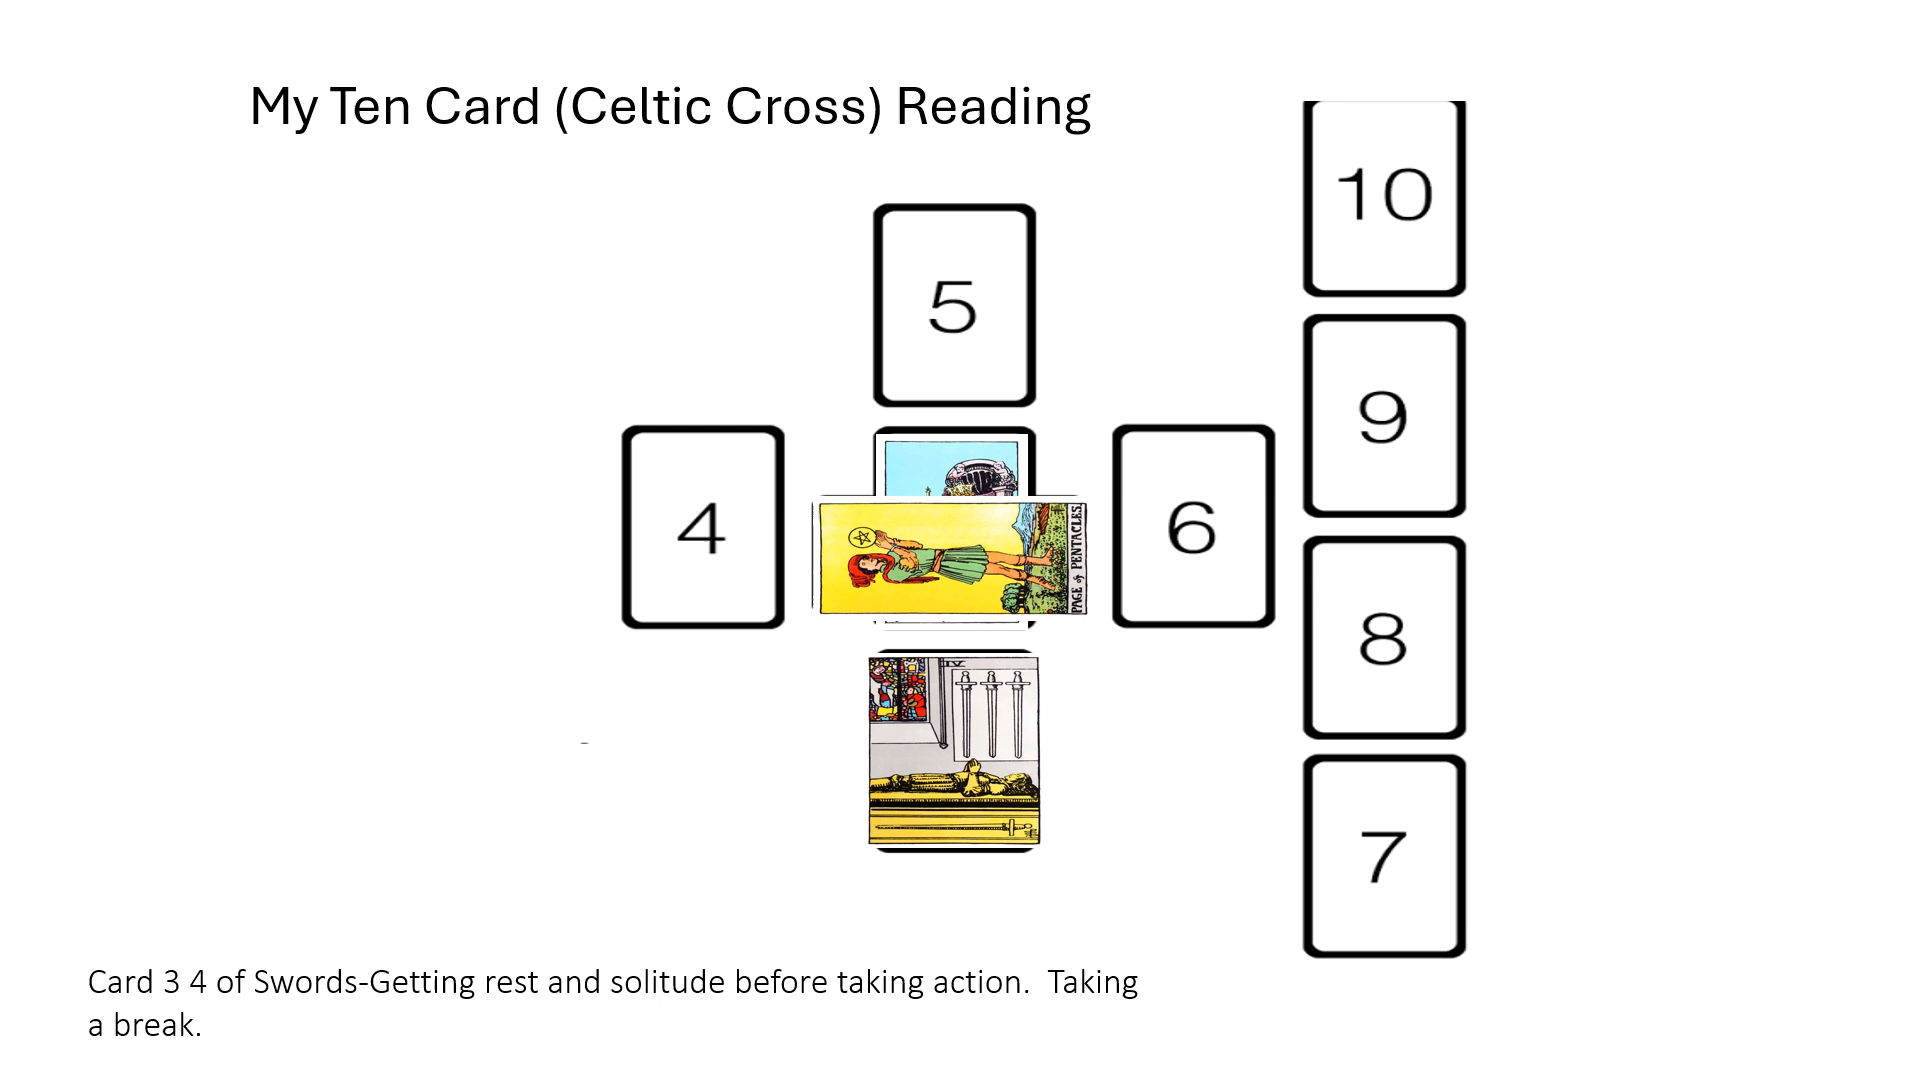 My Ten Card (Celtic Cross) Reading
10
5
9
4
PAGE of PENTACLES.
6
8
IV
7
Card 3 4 of Swords-Getting rest and solitude before taking action.  Taking
a break.